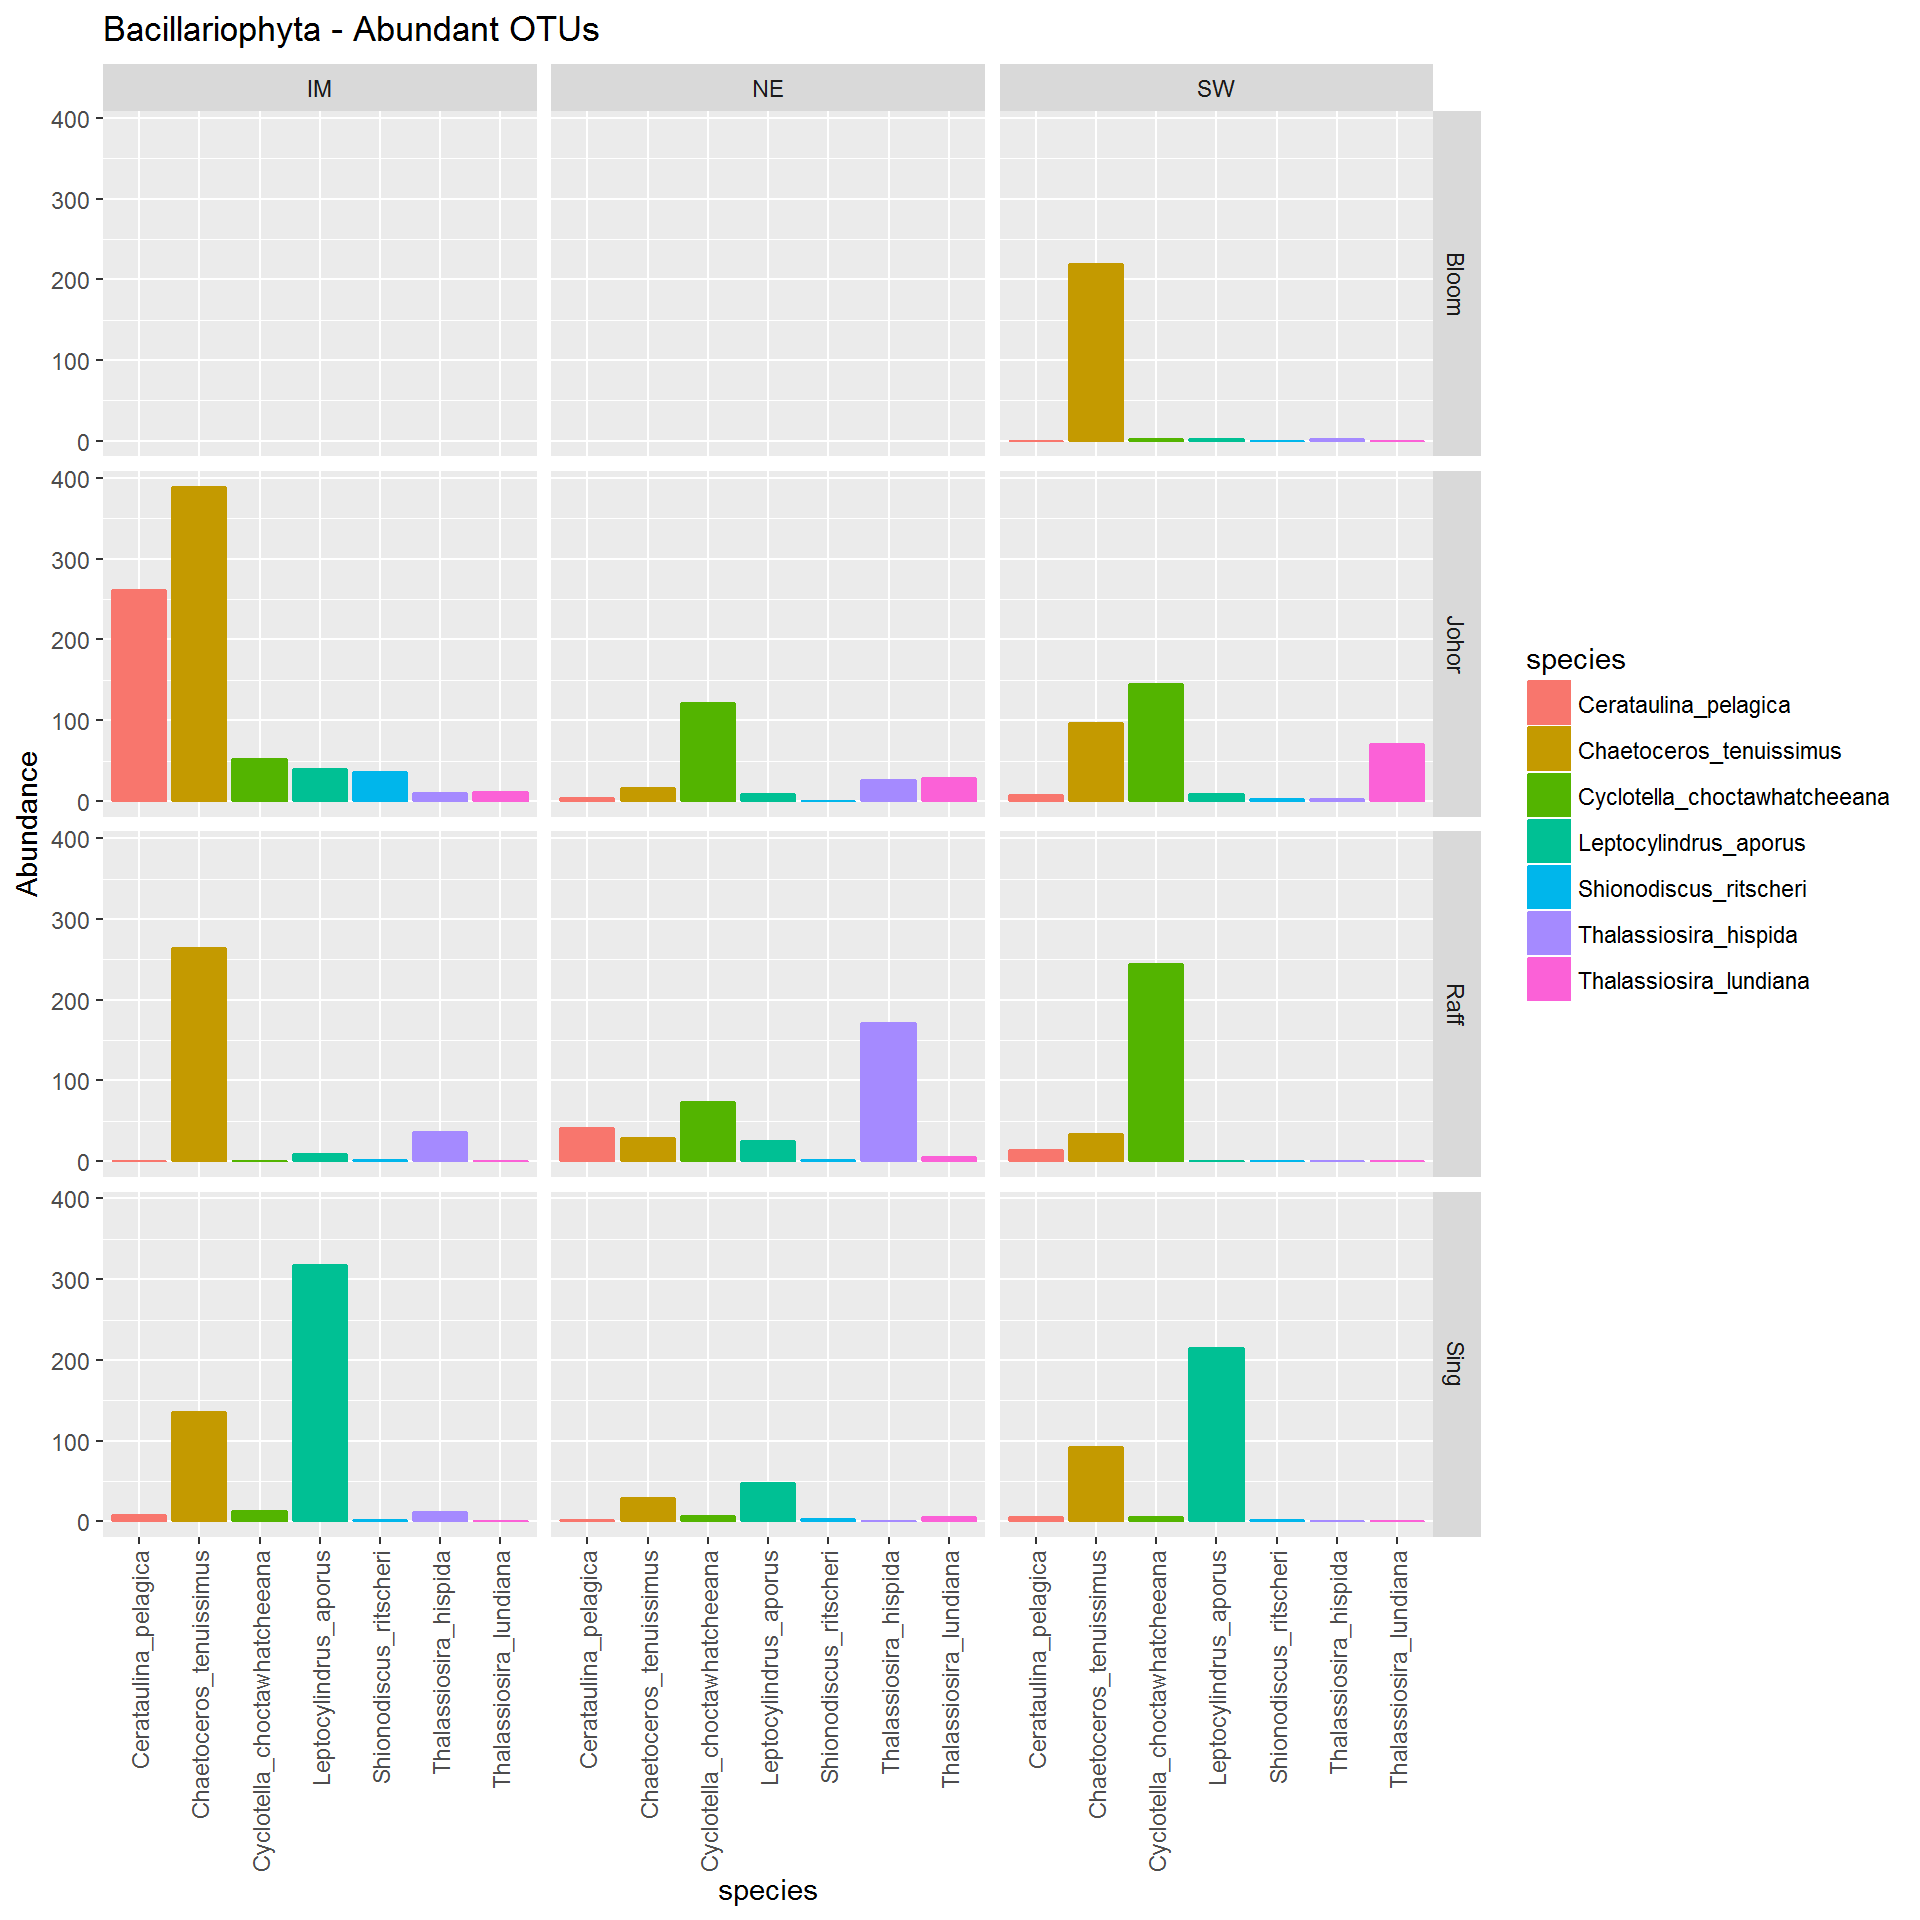 Bacillariophyta - Abundant OTUs
IM
NE
SW
400
300
200
100
0
Bloom
400
300
200
100
0
Johor
400
300
200
100
0
Raff
400
300
200
100
0
Sing
Abundance
Cerataulina_pelagica
Chaetoceros_tenuissimus
Cyclotella_choctawhatcheeana
Leptocylindrus_aporus
Shionodiscus_ritscheri
Thalassiosira_hispida
Thalassiosira_lundiana
Cerataulina_pelagica
Chaetoceros_tenuissimus
Cyclotella_choctawhatcheeana
Leptocylindrus_aporus
Shionodiscus_ritscheri
Thalassiosira_hispida
Thalassiosira_lundiana
Cerataulina_pelagica
Chaetoceros_tenuissimus
Cyclotella_choctawhatcheeana
Leptocylindrus_aporus
Shionodiscus_ritscheri
Thalassiosira_hispida
Thalassiosira_lundiana
species
species
Cerataulina_pelagica
Chaetoceros_tenuissimus
Cyclotella_choctawhatcheeana
Leptocylindrus_aporus
Shionodiscus_ritscheri
Thalassiosira_hispida
Thalassiosira_lundiana